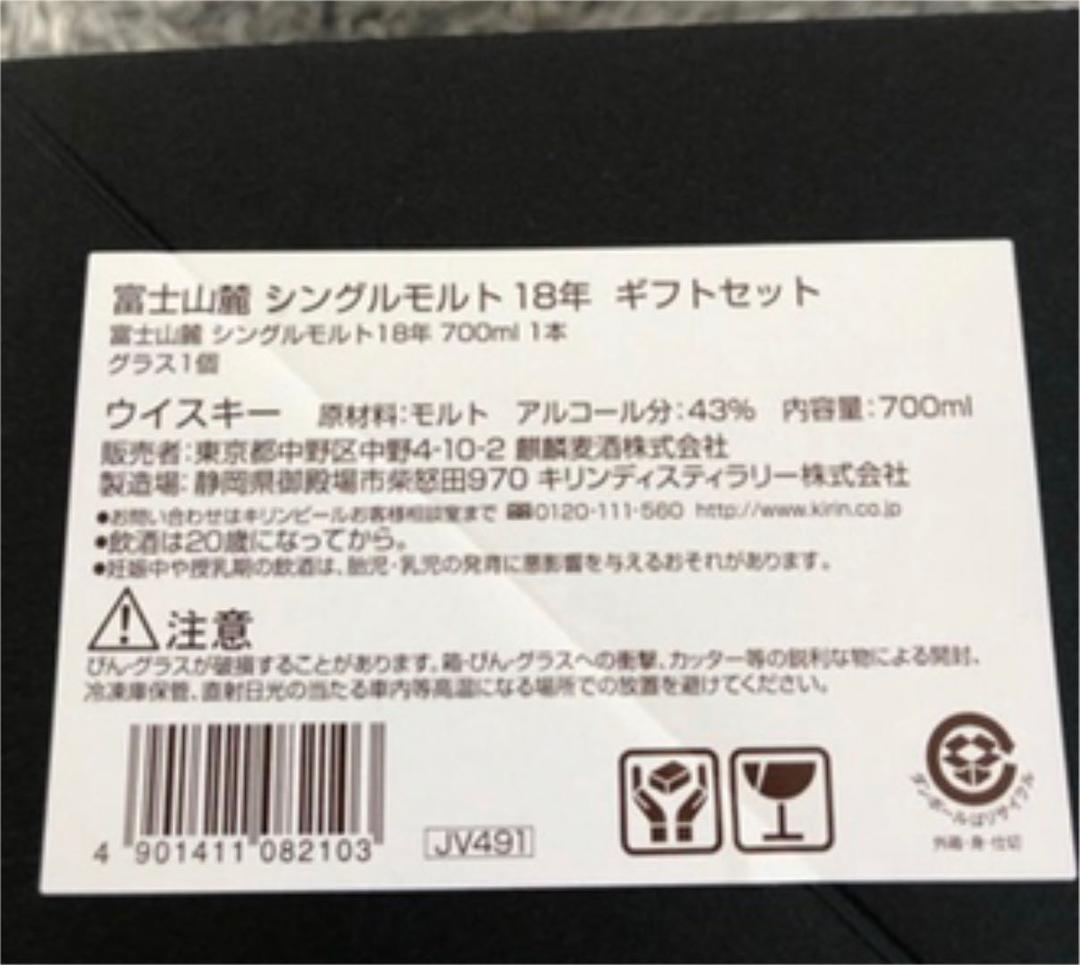 富士山麓 シングルモルト 18年 ギフトセット
富士山麓 シングルモルト18年 700ml 1本
グラス1個
ウイスキー 原材料:モルト アルコール分:43% 内容量:700ml
販売者:東京都中野区中野4-10-2 麒麟麦酒株式会社
製造場:静岡県御殿場市柴怒田970 キリンディスティラリー株式会社
●お問い合わせはキリンビールお客様相談室まで 0120-111-560 http://www.kirin.co.jp
●飲酒は20歳になってから。
●妊娠中や授乳期の飲酒は、胎児・乳児の発育に悪影響を与えるおそれがあります。
注意
びん・グラスが破損することがあります。箱・びん・グラスへの衝撃、カッター等の鋭利な物による開封、
冷凍庫保管、直射日光の当たる車内等高温になる場所での放置を避けてください。
4 901411 082103
JV491
ダンボールはリサイクル
外箱・身・仕切